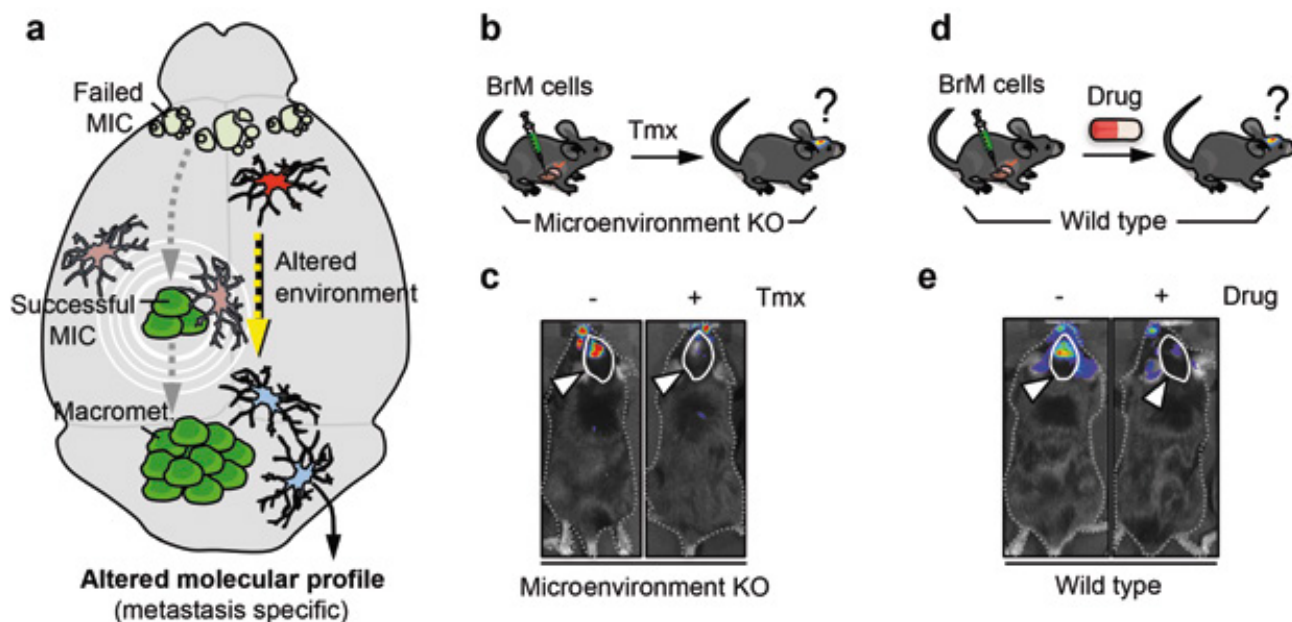 a
Failed
MIC
Altered
environment
Successful
MIC
Macromet.
Altered molecular profile
(metastasis specific)
b
BrM cells
Tmx
?
Microenvironment KO
c
- + Tmx
Microenvironment KO
d
BrM cells
Drug
?
Wild type
e
- + Drug
Wild type